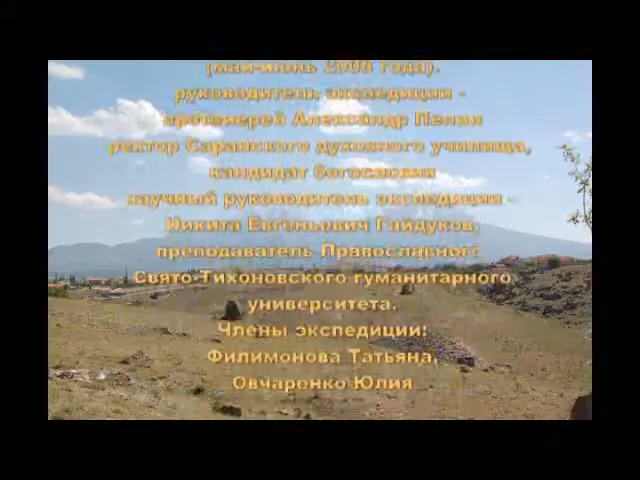 (май-июнь 2008 года).
руководитель экспедиции -
протоиерей Александр Пелин
ректор Саранского духовного училища,
кандидат богословия
научный руководитель экспедиции -
Никита Евгеньевич Гайдуков,
преподаватель Православного
Свято-Тихоновского гуманитарного
университета.
Члены экспедиции:
Филимонова Татьяна,
Овчаренко Юлия